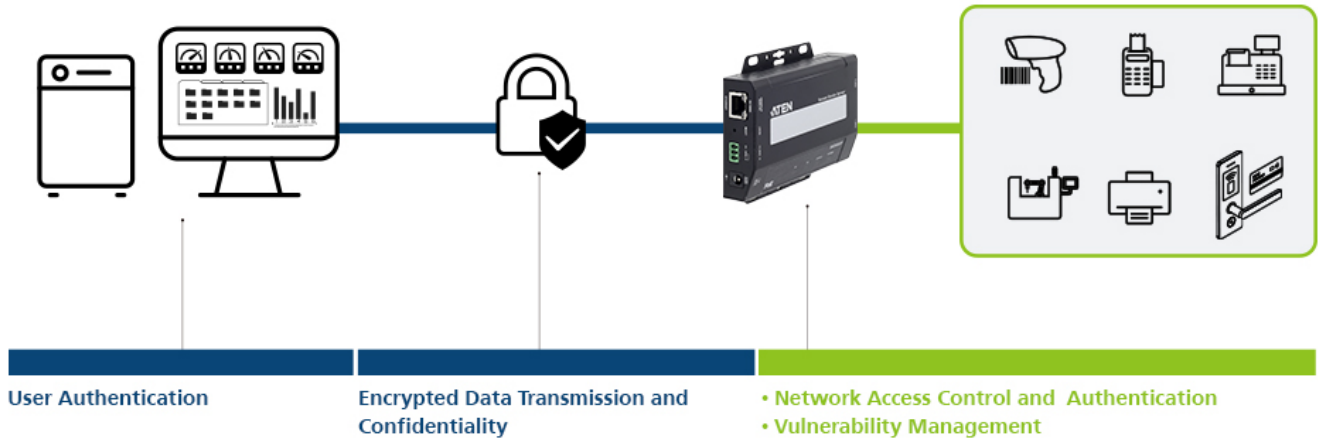 ATEN
User Authentication
Encrypted Data Transmission and
Confidentiality
• Network Access Control and Authentication
• Vulnerability Management